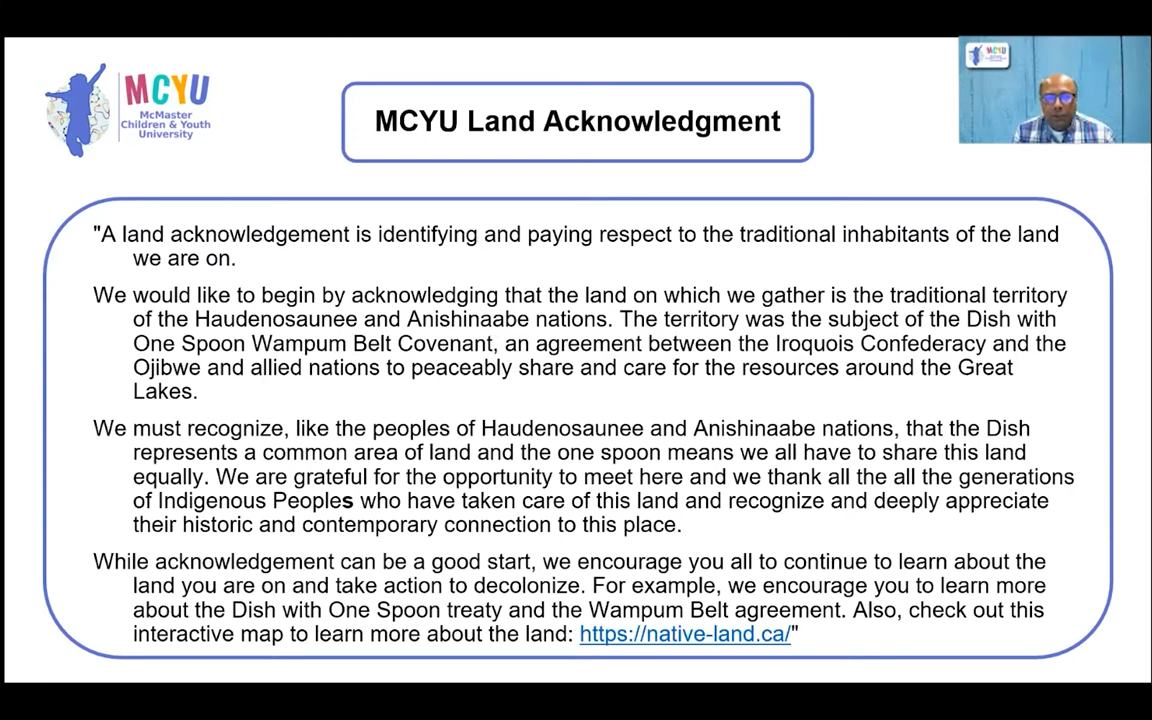 MCYU
McMaster
Children & Youth
University
MCYU Land Acknowledgment
MCYU
"A land acknowledgement is identifying and paying respect to the traditional inhabitants of the land
we are on.
We would like to begin by acknowledging that the land on which we gather is the traditional territory
of the Haudenosaunee and Anishinaabe nations. The territory was the subject of the Dish with
One Spoon Wampum Belt Covenant, an agreement between the Iroquois Confederacy and the
Ojibwe and allied nations to peaceably share and care for the resources around the Great
Lakes.
We must recognize, like the peoples of Haudenosaunee and Anishinaabe nations, that the Dish
represents a common area of land and the one spoon means we all have to share this land
equally. We are grateful for the opportunity to meet here and we thank all the all the generations
of Indigenous Peoples who have taken care of this land and recognize and deeply appreciate
their historic and contemporary connection to this place.
While acknowledgement can be a good start, we encourage you all to continue to learn about the
land you are on and take action to decolonize. For example, we encourage you to learn more
about the Dish with One Spoon treaty and the Wampum Belt agreement. Also, check out this
interactive map to learn more about the land: https://native-land.ca/"